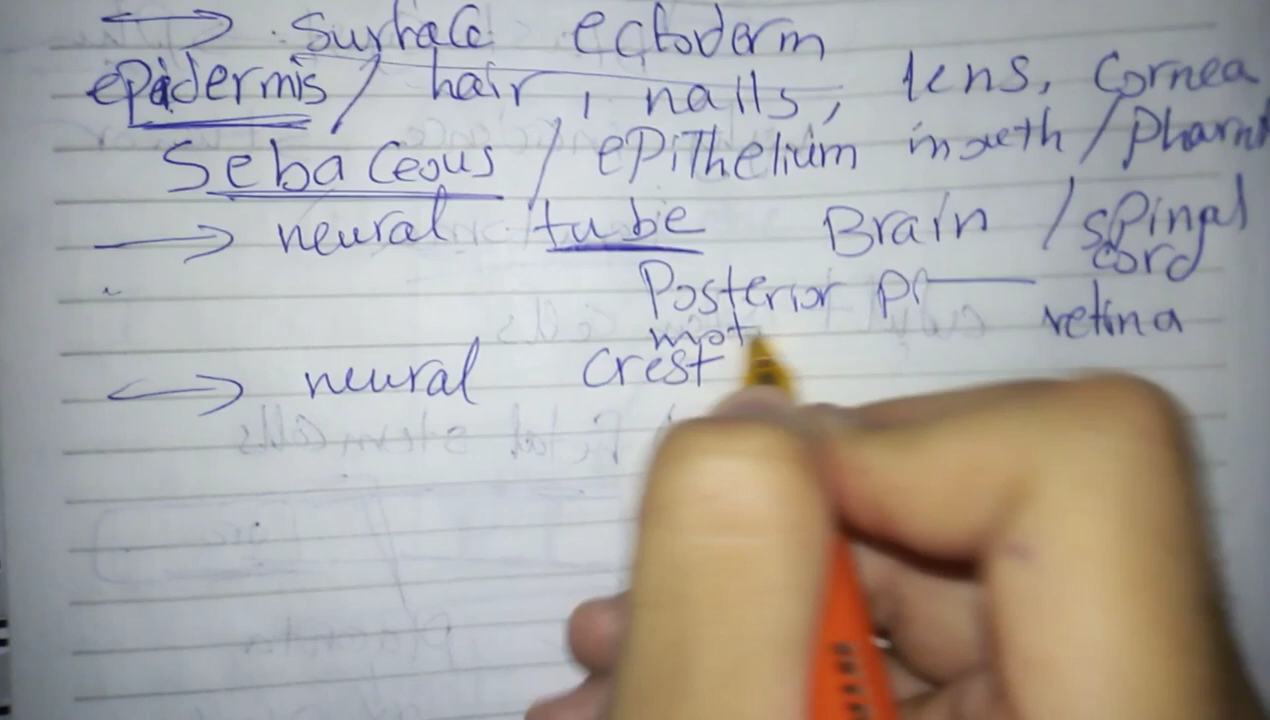 surface ectoderm
epidermis / hair, nails, lens, Cornea
Sebaceous / epithelium mouth /
neural tube Brain / spinal
cord
Posterior
retina
mot
neural crest